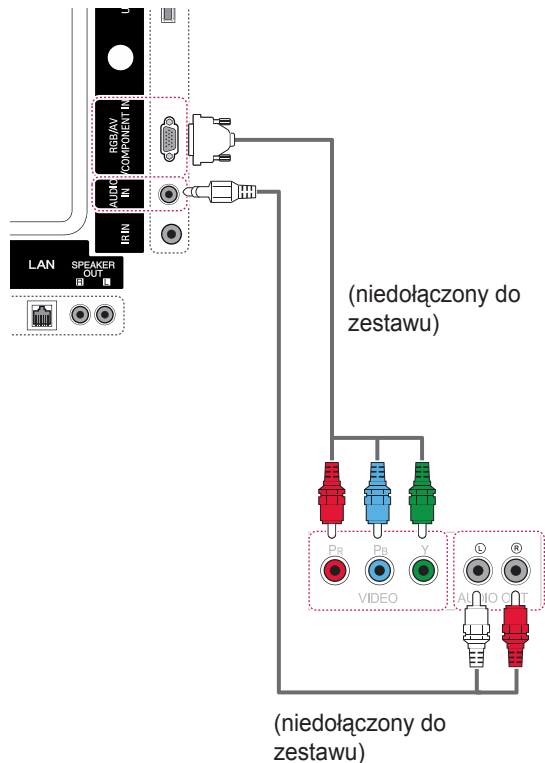 RGB/AV
/COMPONENT IN
AUDIO
IN
IR IN
LAN
SPEAKER
OUT
R L
(niedołączony do
zestawu)
PR PB Y
VIDEO
L R
AUDIO OUT
(niedołączony do
zestawu)